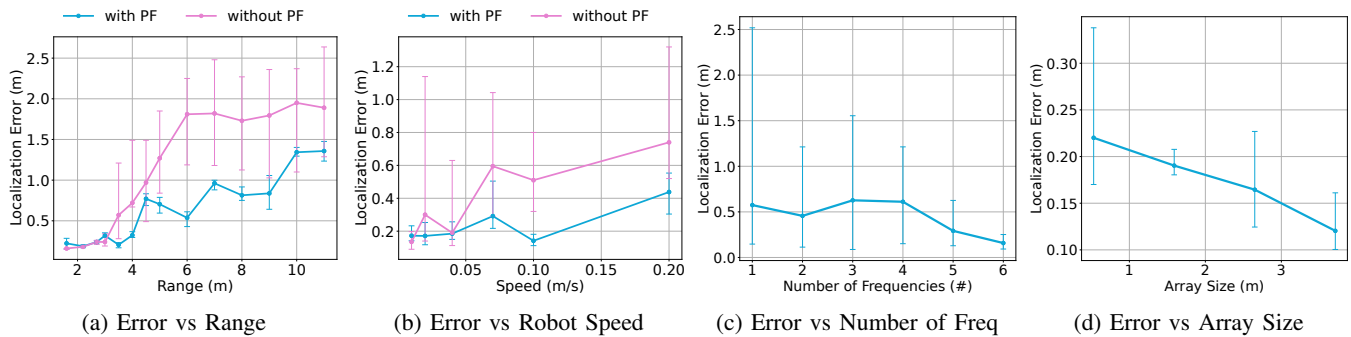 with PF without PF
2.5
2.0
1.5
1.0
0.5
2 4 6 8 10
Localization Error (m)
Range (m)
(a) Error vs Range
with PF without PF
1.2
1.0
0.8
0.6
0.4
0.2
0.05 0.10 0.15 0.20
Localization Error (m)
Speed (m/s)
(b) Error vs Robot Speed
2.5
2.0
1.5
1.0
0.5
0.0
1 2 3 4 5 6
Localization Error (m)
Number of Frequencies (#)
(c) Error vs Number of Freq
0.30
0.25
0.20
0.15
0.10
1 2 3
Localization Error (m)
Array Size (m)
(d) Error vs Array Size